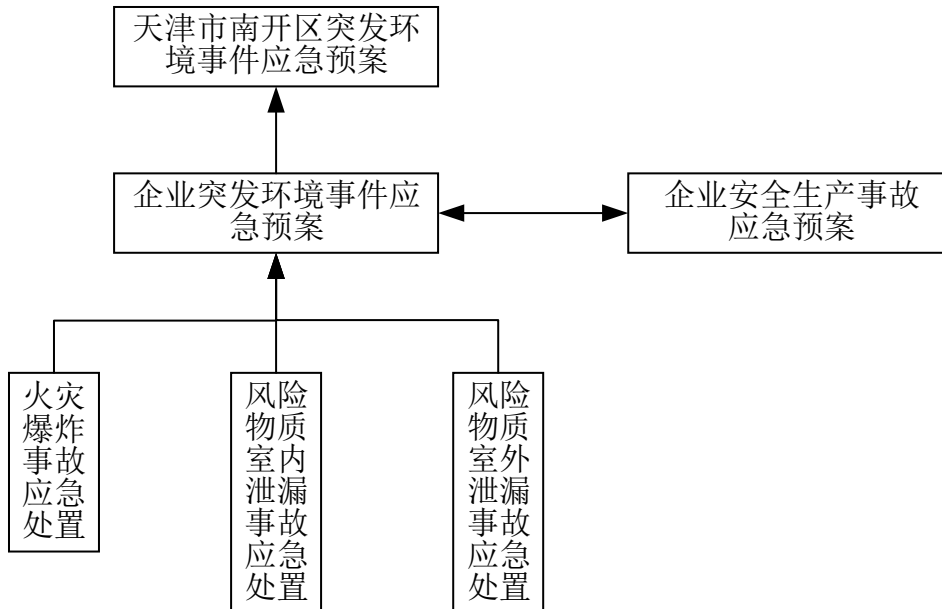 天津市南开区突发环
境事件应急预案
企业突发环境事件应
急预案
企业安全生产事故
应急预案
火灾
爆炸
事故
应急
处置
风险
物质
室内
泄漏
事故
应急
处置
风险
物质
室外
泄漏
事故
应急
处置